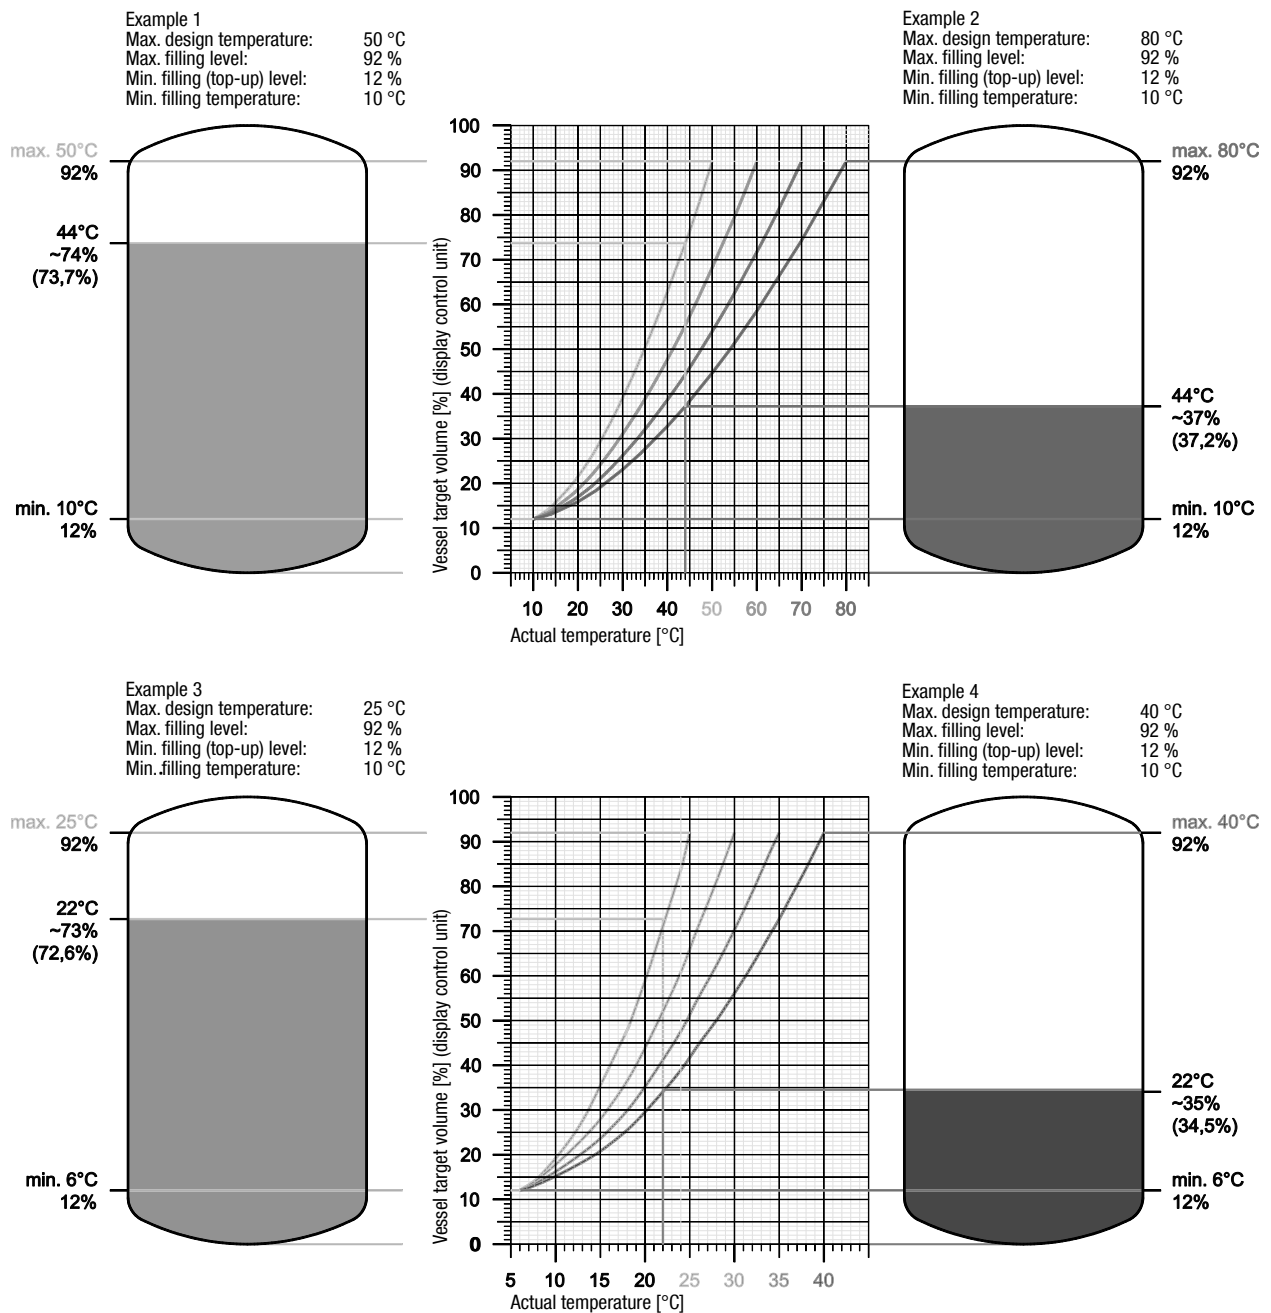 Example 1
Max. design temperature: 50 °C
Max. filling level: 92 %
Min. filling (top-up) level: 12 %
Min. filling temperature: 10 °C
max. 50°C
92%
44°C
~74%
(73,7%)
min. 10°C
12%
Vessel target volume [%] (display control unit)
100
90
80
70
60
50
40
30
20
10
0
10 20 30 40 50 60 70 80
Actual temperature [°C]
Example 2
Max. design temperature: 80 °C
Max. filling level: 92 %
Min. filling (top-up) level: 12 %
Min. filling temperature: 10 °C
max. 80°C
92%
44°C
~37%
(37,2%)
min. 10°C
12%
Example 3
Max. design temperature: 25 °C
Max. filling level: 92 %
Min. filling (top-up) level: 12 %
Min..filling temperature: 10 °C
max. 25°C
92%
22°C
~73%
(72,6%)
min. 6°C
12%
Vessel target volume [%] (display control unit)
100
90
80
70
60
50
40
30
20
10
0
5 10 15 20 25 30 35 40
Actual temperature [°C]
Example 4
Max. design temperature: 40 °C
Max. filling level: 92 %
Min. filling (top-up) level: 12 %
Min. filling temperature: 10 °C
max. 40°C
92%
22°C
~35%
(34,5%)
min. 6°C
12%